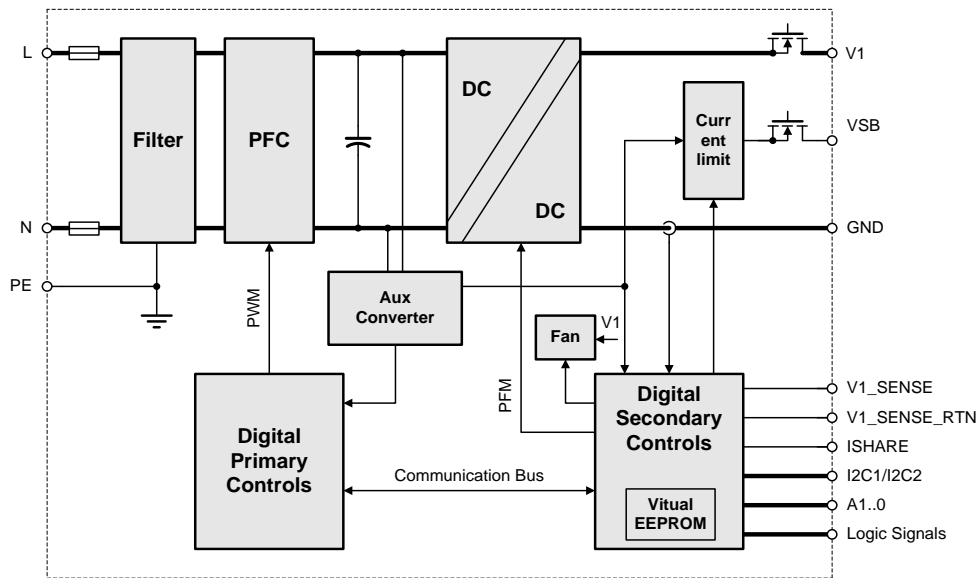 L
V1
DC
Curr
ent
limit
VSB
Filter
PFC
DC
N
GND
PE
Aux
Converter
PWM
V1
Fan
PFM
Digital
Secondary
Controls
V1_SENSE
V1_SENSE_RTN
Digital
Primary
Controls
ISHARE
Communication Bus
I2C1/I2C2
Vitual
EEPROM
A1..0
Logic Signals